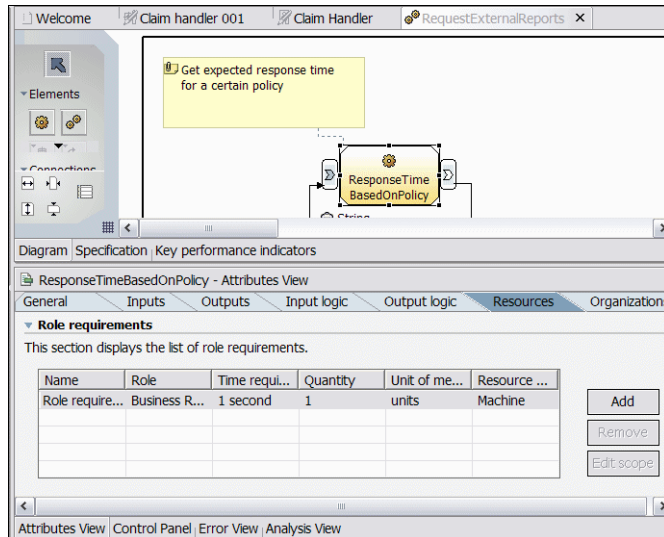 Welcome
Claim handler 001
Claim Handler
RequestExternalReports
Elements
Get expected response time
for a certain policy
Connections
ResponseTime
BasedOnPolicy
String
Diagram Specification Key performance indicators
ResponseTimeBasedOnPolicy - Attributes View
General Inputs Outputs Input logic Output logic Resources Organization
Role requirements
This section displays the list of role requirements.
Name Role Time requi... Quantity Unit of me... Resource ...
Role require... Business R... 1 second 1 units Machine
Add
Remove
Edit scope
Attributes View Control Panel Error View Analysis View